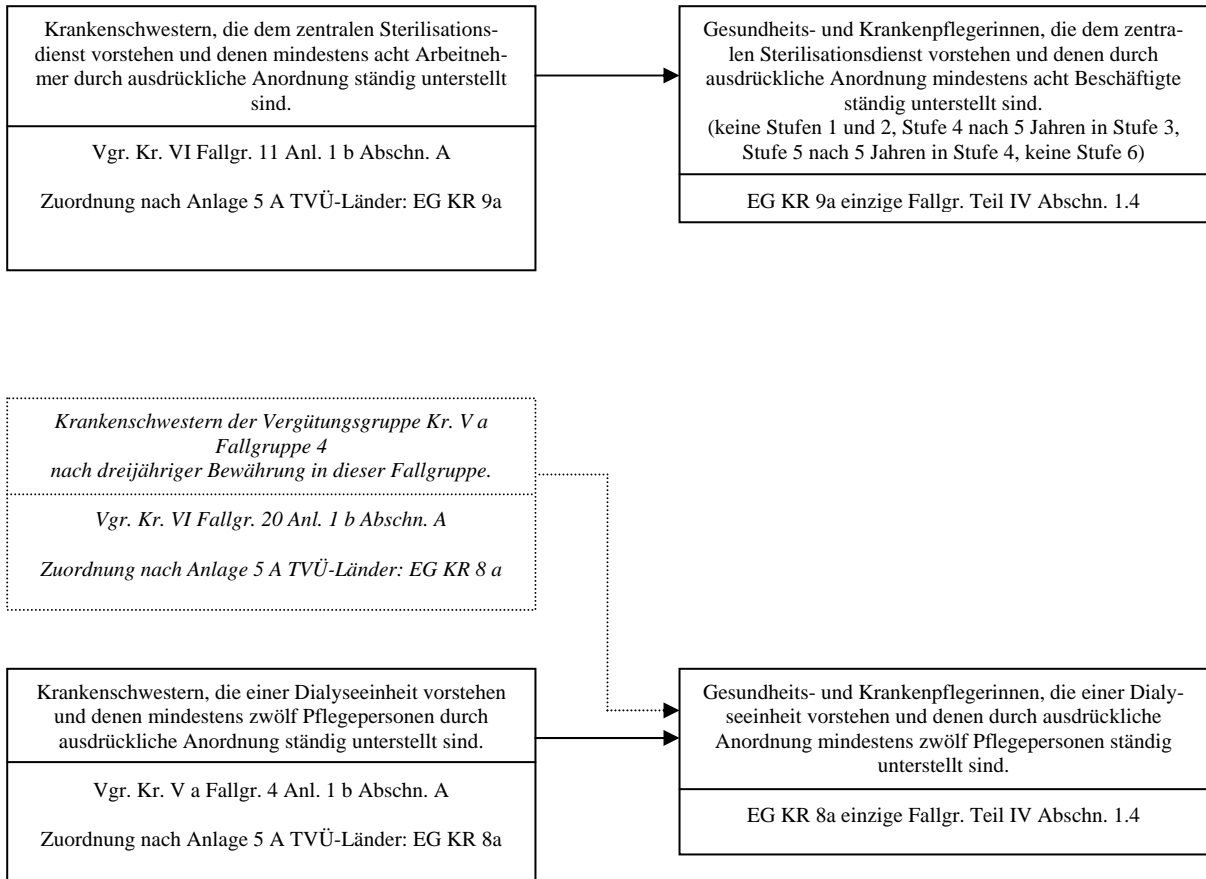 Krankenschwestern, die dem zentralen Sterilisations-
dienst vorstehen und denen mindestens acht Arbeitneh-
mer durch ausdrückliche Anordnung ständig unterstellt
sind.
Vgr. Kr. VI Fallgr. 11 Anl. 1 b Abschn. A
Zuordnung nach Anlage 5 A TVÜ-Länder: EG KR 9a
Gesundheits- und Krankenpflegerinnen, die dem zentra-
len Sterilisationsdienst vorstehen und denen durch
ausdrückliche Anordnung mindestens acht Beschäftigte
ständig unterstellt sind.
(keine Stufen 1 und 2, Stufe 4 nach 5 Jahren in Stufe 3,
Stufe 5 nach 5 Jahren in Stufe 4, keine Stufe 6)
EG KR 9a einzige Fallgr. Teil IV Abschn. 1.4
Krankenschwestern der Vergütungsgruppe Kr. V a
Fallgruppe 4
nach dreijähriger Bewährung in dieser Fallgruppe.
Vgr. Kr. VI Fallgr. 20 Anl. 1 b Abschn. A
Zuordnung nach Anlage 5 A TVÜ-Länder: EG KR 8 a
Krankenschwestern, die einer Dialyseeinheit vorstehen
und denen mindestens zwölf Pflegepersonen durch
ausdrückliche Anordnung ständig unterstellt sind.
Vgr. Kr. V a Fallgr. 4 Anl. 1 b Abschn. A
Zuordnung nach Anlage 5 A TVÜ-Länder: EG KR 8a
Gesundheits- und Krankenpflegerinnen, die einer Dialy-
seeinheit vorstehen und denen durch ausdrückliche
Anordnung mindestens zwölf Pflegepersonen ständig
unterstellt sind.
EG KR 8a einzige Fallgr. Teil IV Abschn. 1.4